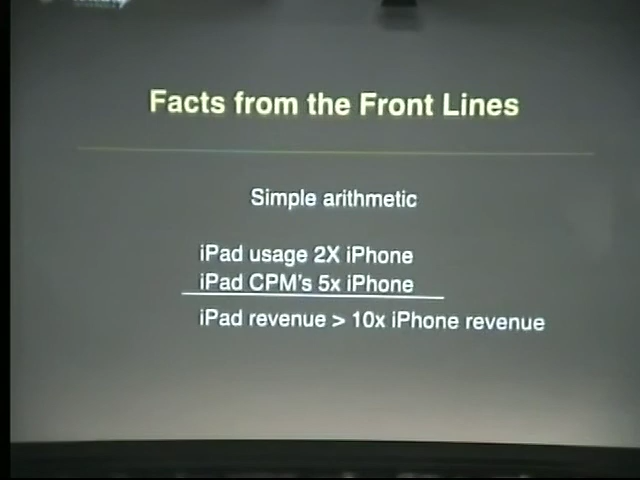 Facts from the Front Lines
Simple arithmetic
iPad usage 2X iPhone
iPad CPM's 5x iPhone
iPad revenue > 10x iPhone revenue